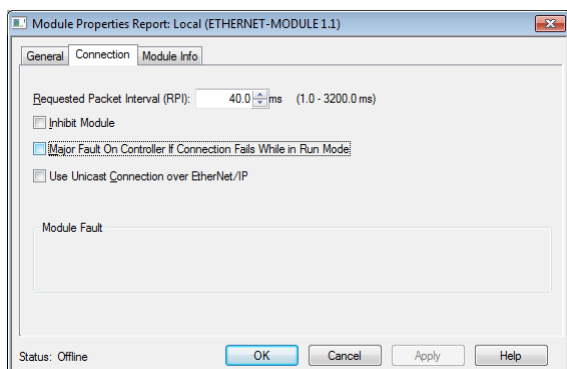 Module Properties Report: Local (ETHERNET-MODULE 1.1)
General Connection Module Info
Requested Packet Interval (RPI): 40.0 ms (1.0 - 3200.0 ms)
Inhibit Module
Major Fault On Controller If Connection Fails While in Run Mode
Use Unicast Connection over EtherNet/IP
Module Fault
Status: Offline OK Cancel Apply Help